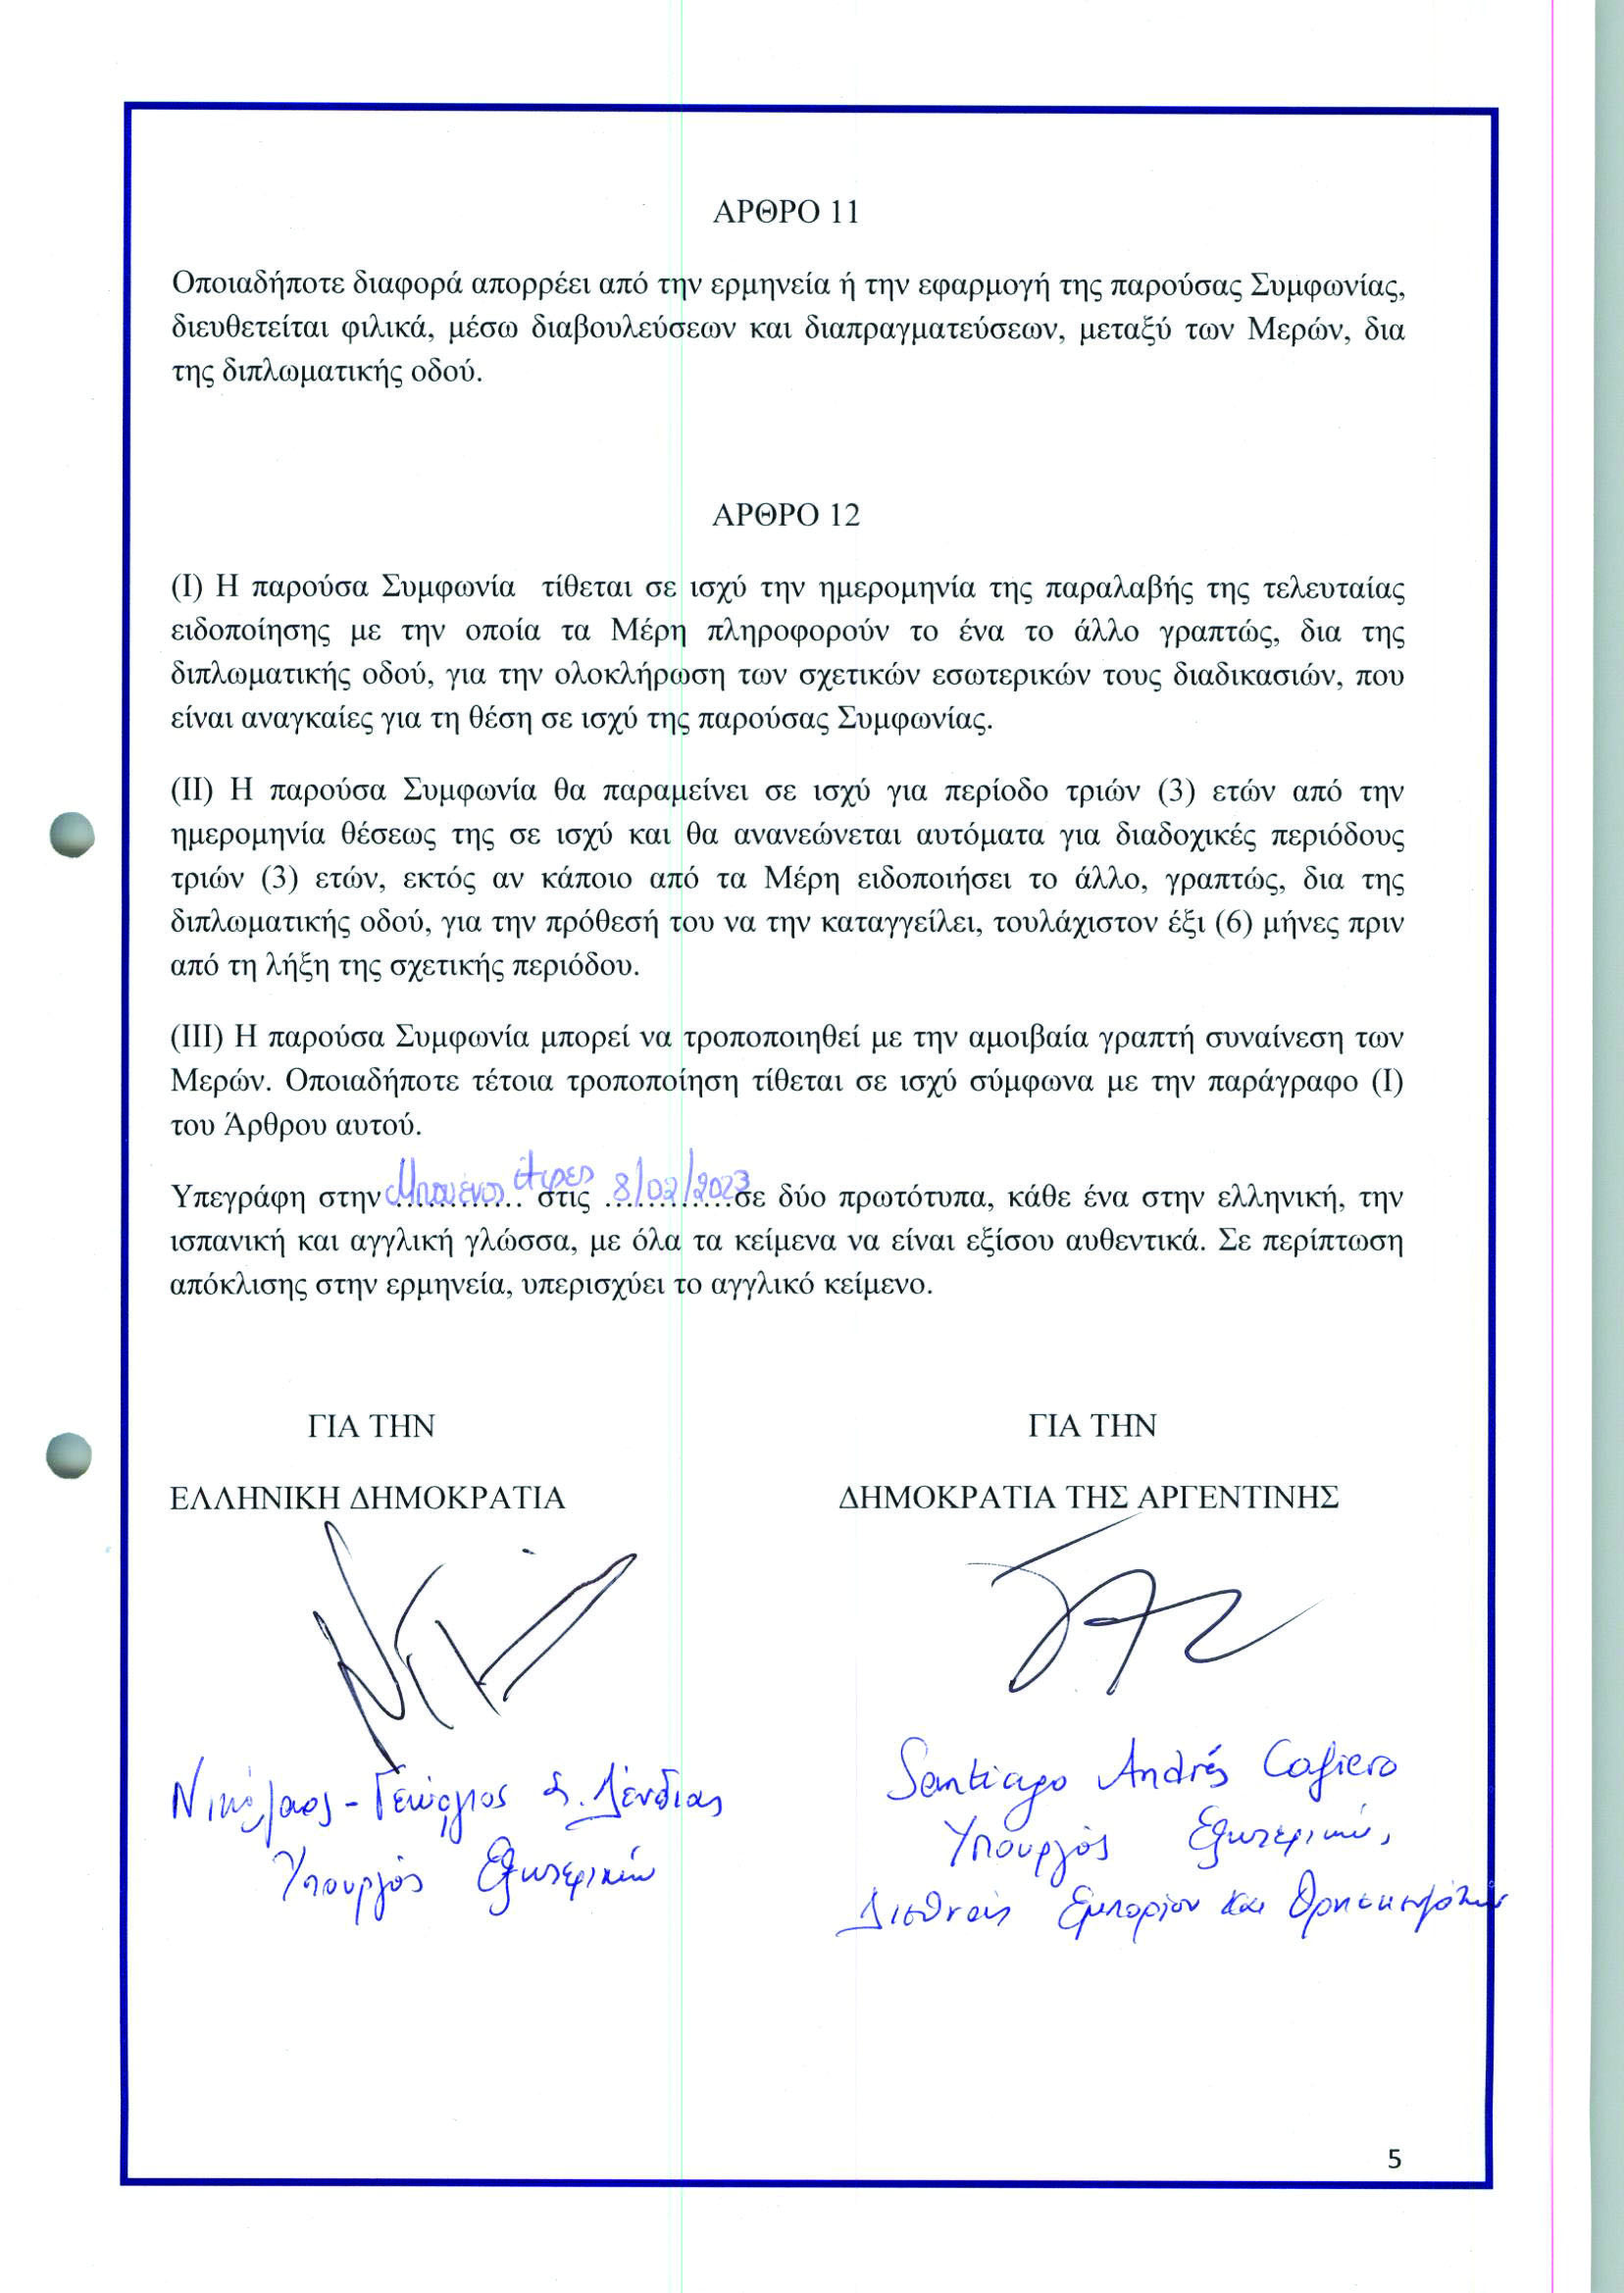 ΑΡΘΡΟ 11
Οποιαδήποτε διαφορά απορρέει από την ερμηνεία ή την εφαρμογή της παρούσας Συμφωνίας,
διευθετείται φιλικά, μέσω διαβουλεύσεων και διαπραγματεύσεων, μεταξύ των Μερών, δια
της διπλωματικής οδού.
ΑΡΘΡΟ 12
(Ι) Η παρούσα Συμφωνία τίθεται σε ισχύ την ημερομηνία της παραλαβής της τελευταίας
ειδοποίησης με την οποία τα Μέρη πληροφορούν το ένα το άλλο γραπτώς, δια της
διπλωματικής οδού, για την ολοκλήρωση των σχετικών εσωτερικών τους διαδικασιών, που
είναι αναγκαίες για τη θέση σε ισχύ της παρούσας Συμφωνίας.
(ΙΙ) Η παρούσα Συμφωνία θα παραμείνει σε ισχύ για περίοδο τριών (3) ετών από την
ημερομηνία θέσεως της σε ισχύ και θα ανανεώνεται αυτόματα για διαδοχικές περιόδους
τριών (3) ετών, εκτός αν κάποιο από τα Μέρη ειδοποιήσει το άλλο, γραπτώς, δια της
διπλωματικής οδού, για την πρόθεσή του να την καταγγείλει, τουλάχιστον έξι (6) μήνες πριν
από τη λήξη της σχετικής περιόδου.
(ΙΙΙ) Η παρούσα Συμφωνία μπορεί να τροποποιηθεί με την αμοιβαία γραπτή συναίνεση των
Μερών. Οποιαδήποτε τέτοια τροποποίηση τίθεται σε ισχύ σύμφωνα με την παράγραφο (Ι)
του Άρθρου αυτού.
Υπεγράφη στην Μπουένος Άιρες στις 8/02/2023 σε δύο πρωτότυπα, κάθε ένα στην ελληνική, την
ισπανική και αγγλική γλώσσα, με όλα τα κείμενα να είναι εξίσου αυθεντικά. Σε περίπτωση
απόκλισης στην ερμηνεία, υπερισχύει το αγγλικό κείμενο.
ΓΙΑ ΤΗΝ ΓΙΑ ΤΗΝ
ΕΛΛΗΝΙΚΗ ΔΗΜΟΚΡΑΤΙΑ ΔΗΜΟΚΡΑΤΙΑ ΤΗΣ ΑΡΓΕΝΤΙΝΗΣ
Νικόλαος-Γεώργιος Σ. Δένδιας Santiago Andrés Cafiero
Υπουργός Εξωτερικών Υπουργός Εξωτερικών,
Διεθνούς Εμπορίου και Θρησκευμάτων
5